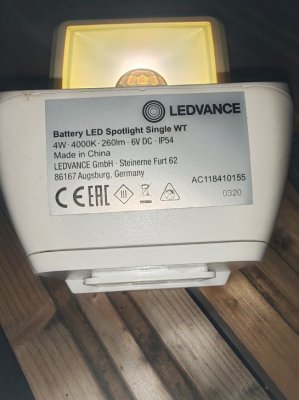 LEDVANCE
Battery LED Spotlight Single WT
4W · 4000K · 260lm · 6V DC · IP54
Made in China
LEDVANCE GmbH · Steinerne Furt 62
86167 Augsburg, Germany
CE EAC
AC118410155
0320